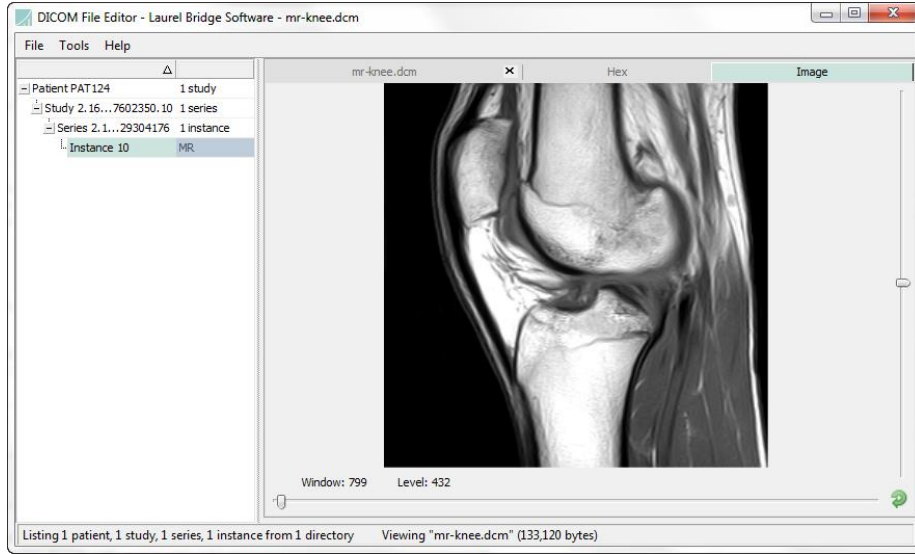 DICOM File Editor - Laurel Bridge Software - mr-knee.dcm
File Tools Help
mr-knee.dcm Hex Image
Patient PAT124 1 study
Study 2.16...7602350.10 1 series
Series 2.1...29304176 1 instance
Instance 10 MR
Window: 799 Level: 432
Listing 1 patient, 1 study, 1 series, 1 instance from 1 directory Viewing "mr-knee.dcm" (133,120 bytes)